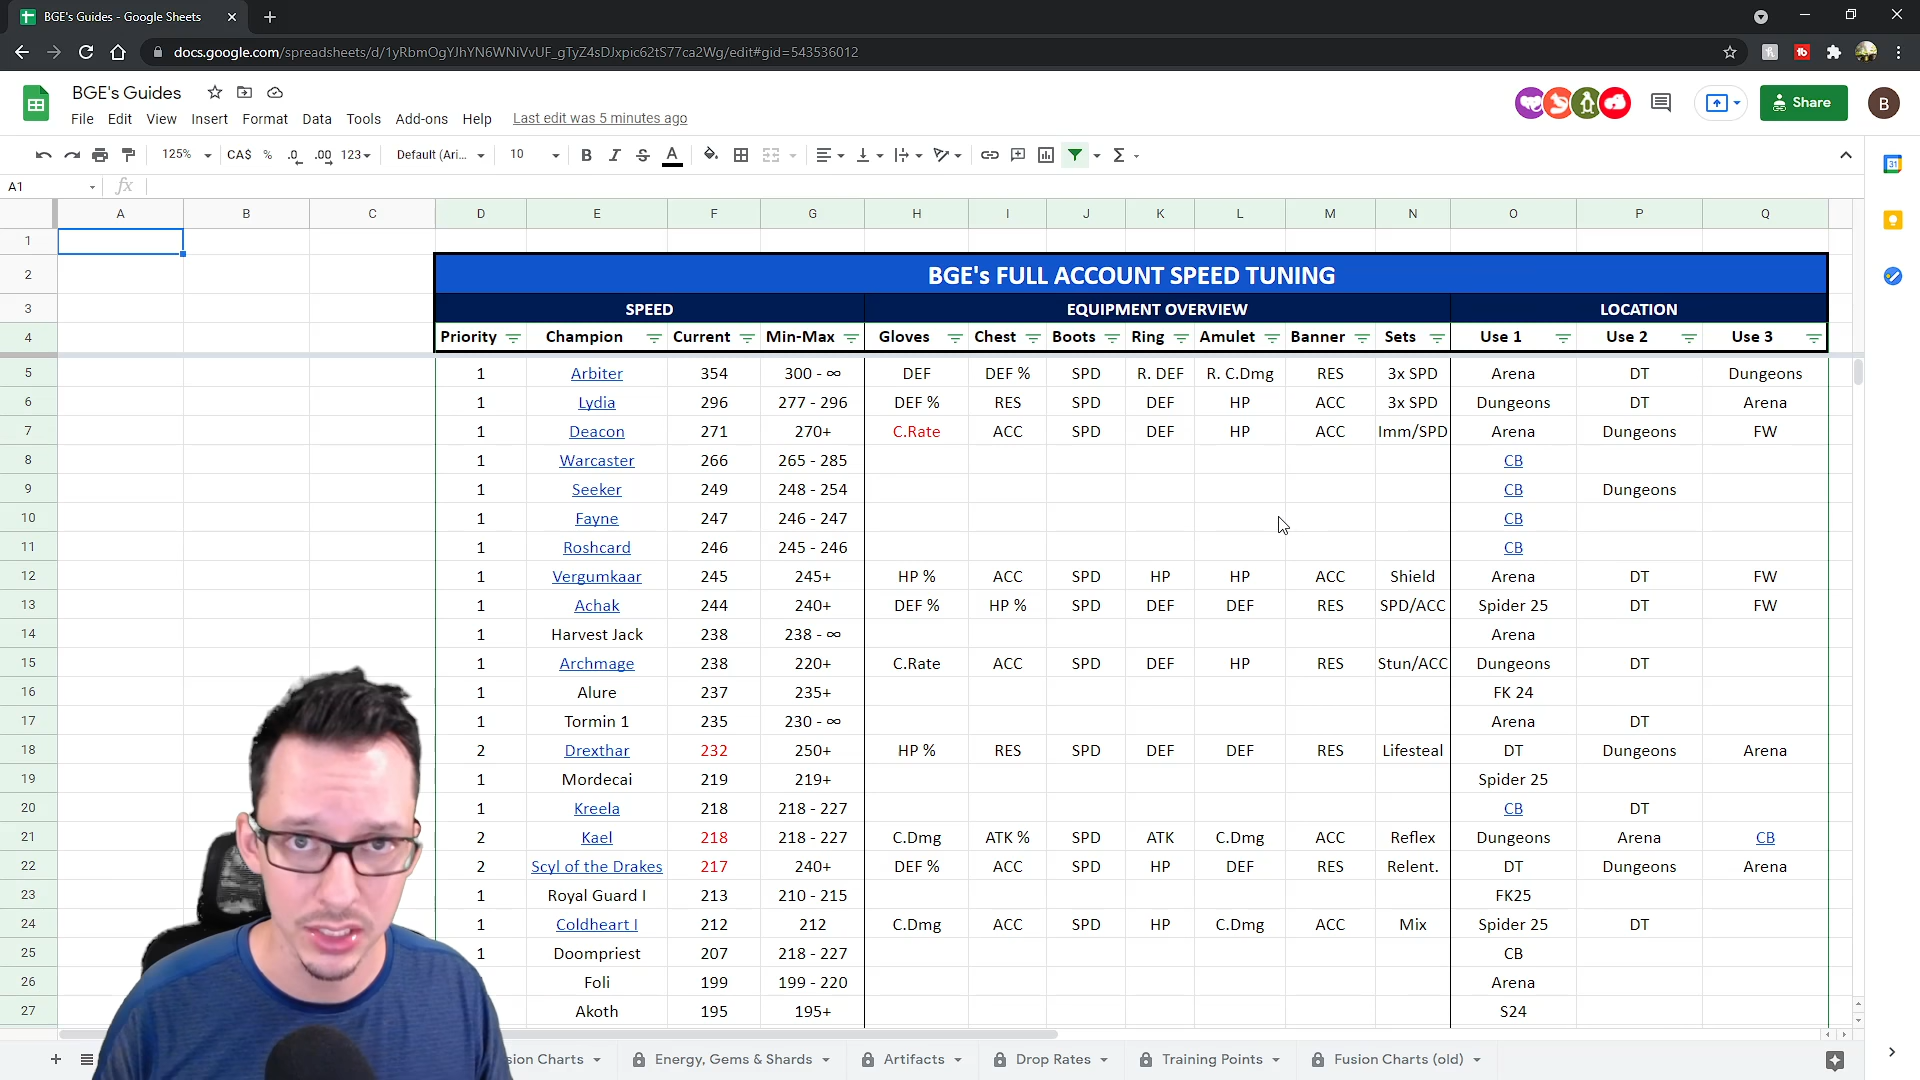 BGE's Guides - Google Sheets
docs.google.com/spreadsheets/d/1yRbmOgYJhYN6WNiVvUF_gTyZ4sDJxpic62tS77ca2Wg/edit#gid=543536012
BGE's Guides
Share
B
File Edit View Insert Format Data Tools Add-ons Help Last edit was 5 minutes ago
125% CA$ % .0 .00 123 Default (Ari... 10 B I S A Σ
A1 fx
A B C D E F G H I J K L M N O P Q
1
2 BGE's FULL ACCOUNT SPEED TUNING
3 SPEED EQUIPMENT OVERVIEW LOCATION
4 Priority Champion Current Min-Max Gloves Chest Boots Ring Amulet Banner Sets Use 1 Use 2 Use 3
5 1 Arbiter 354 300 - ∞ DEF DEF % SPD R. DEF R. C.Dmg RES 3x SPD Arena DT Dungeons
6 1 Lydia 296 277 - 296 DEF % RES SPD DEF HP ACC 3x SPD Dungeons DT Arena
7 1 Deacon 271 270+ C.Rate ACC SPD DEF HP ACC Imm/SPD Arena Dungeons FW
8 1 Warcaster 266 265 - 285 CB
9 1 Seeker 249 248 - 254 CB Dungeons
10 1 Fayne 247 246 - 247 CB
11 1 Roshcard 246 245 - 246 CB
12 1 Vergumkaar 245 245+ HP % ACC SPD HP HP ACC Shield Arena DT FW
13 1 Achak 244 240+ DEF % HP % SPD DEF DEF RES SPD/ACC Spider 25 DT FW
14 1 Harvest Jack 238 238 - ∞ Arena
15 1 Archmage 238 220+ C.Rate ACC SPD DEF HP RES Stun/ACC Dungeons DT
16 1 Alure 237 235+ FK 24
17 1 Tormin 1 235 230 - ∞ Arena DT
18 2 Drexthar 232 250+ HP % RES SPD DEF DEF RES Lifesteal DT Dungeons Arena
19 1 Mordecai 219 219+ Spider 25
20 1 Kreela 218 218 - 227 CB DT
21 2 Kael 218 218 - 227 C.Dmg ATK % SPD ATK C.Dmg ACC Reflex Dungeons Arena CB
22 2 Scyl of the Drakes 217 240+ DEF % ACC SPD HP DEF RES Relent. DT Dungeons Arena
23 1 Royal Guard I 213 210 - 215 FK25
24 1 Coldheart I 212 212 C.Dmg ACC SPD HP C.Dmg ACC Mix Spider 25 DT
25 1 Doompriest 207 218 - 227 CB
26 Foli 199 199 - 220 Arena
27 Akoth 195 195+ S24
sion Charts Energy, Gems & Shards Artifacts Drop Rates Training Points Fusion Charts (old)